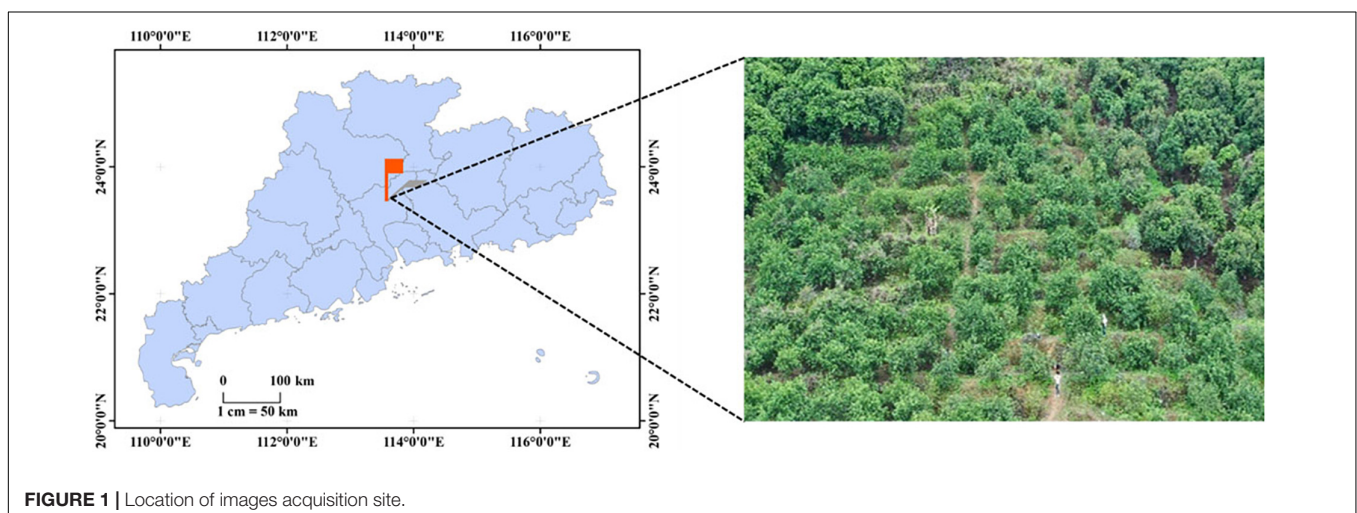 110°0'0"E 112°0'0"E 114°0'0"E 116°0'0"E
24°0'0"N
24°0'0"N
22°0'0"N
22°0'0"N
20°0'0"N
20°0'0"N
0 100 km
1 cm = 50 km
110°0'0"E 112°0'0"E 114°0'0"E 116°0'0"E
FIGURE 1 | Location of images acquisition site.